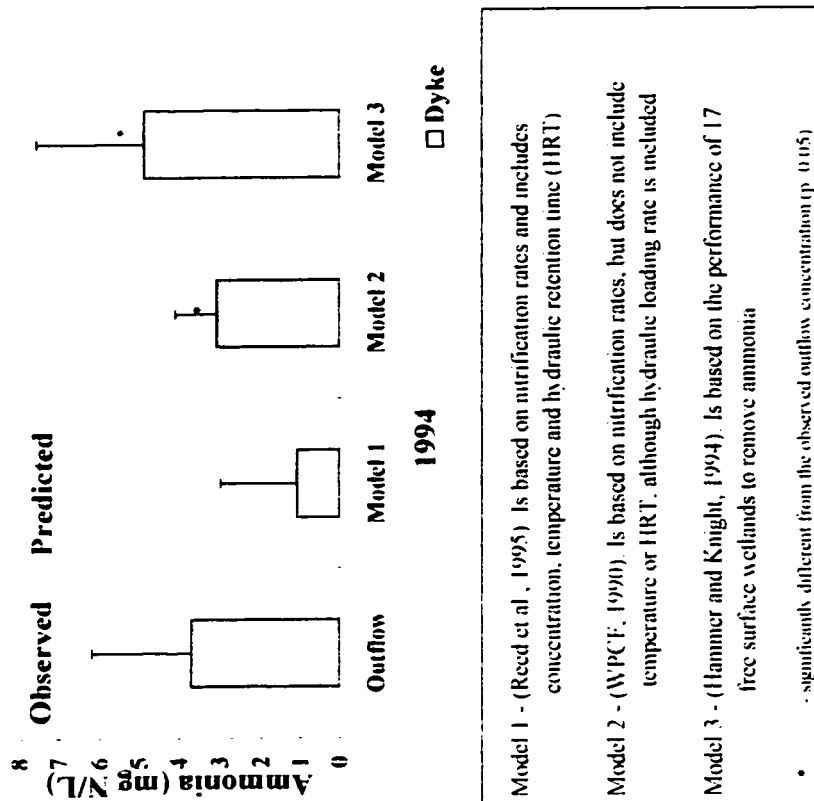 Ammonia (mg N/L)
8
7
6
5
4
3
2
1
0
Observed
Predicted
Outflow
Model 1
Model 2
Model 3
1994
□ Dyke
Model 1 - (Reed et al., 1995) Is based on nitrification rates and includes
concentration, temperature and hydraulic retention time (HRT)
Model 2 - (WPCF, 1990). Is based on nitrification rates, but does not include
temperature or HRT, although hydraulic loading rate is included
Model 3 - (Hammer and Knight, 1994). Is based on the performance of 17
free surface wetlands to remove ammonia
• - significantly different from the observed outflow concentration (p 0.05)